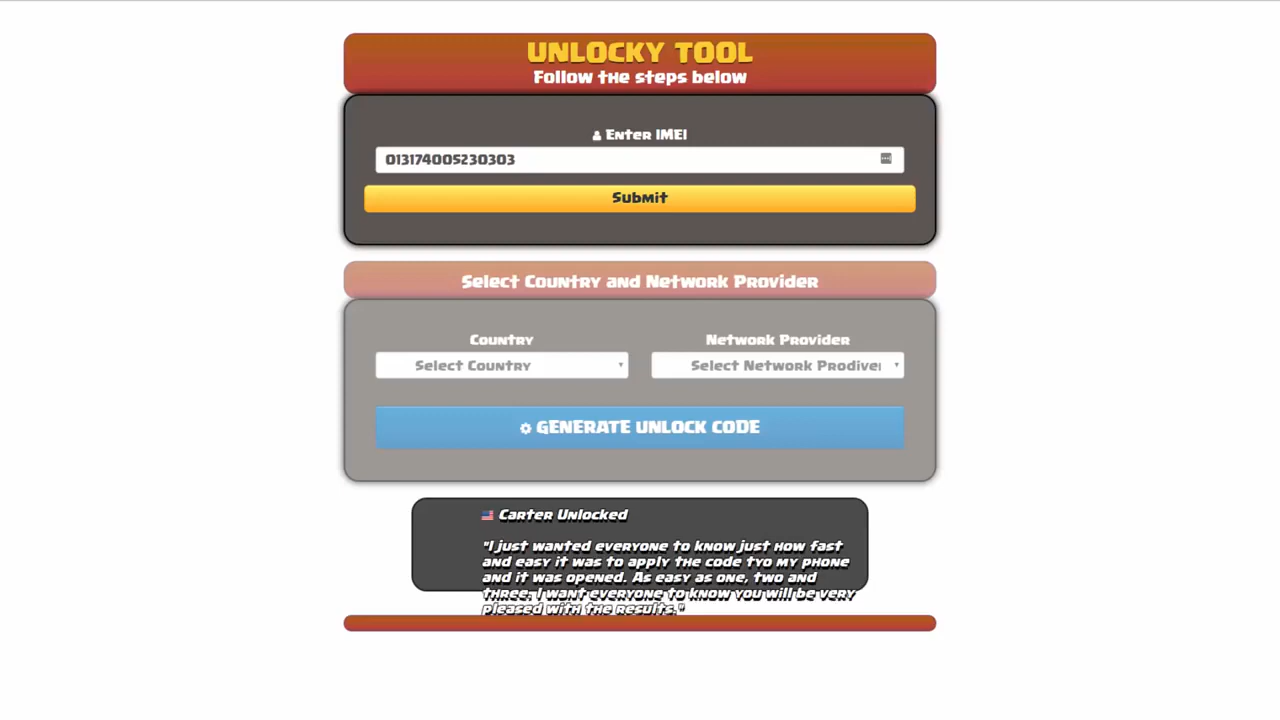 UNLOCKY TOOL
Follow the steps below
Enter IMEI
013174005230303
Submit
Select Country and Network Provider
Country
Network Provider
Select Country
Select Network Prodiver
GENERATE UNLOCK CODE
Carter Unlocked
"I just wanted everyone to know just how fast
and easy it was to apply the code tyo my phone
and it was opened. As easy as one, two and
three. I want everyone to know you will be very
pleased with the results."